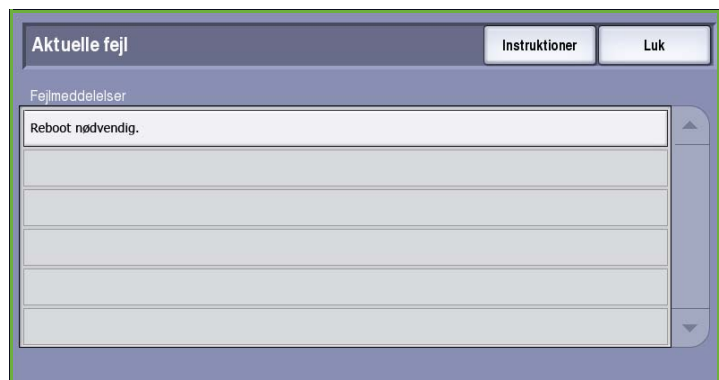 Aktuelle fejl
Instruktioner
Luk
Fejlmeddelelser
Reboot nødvendig.